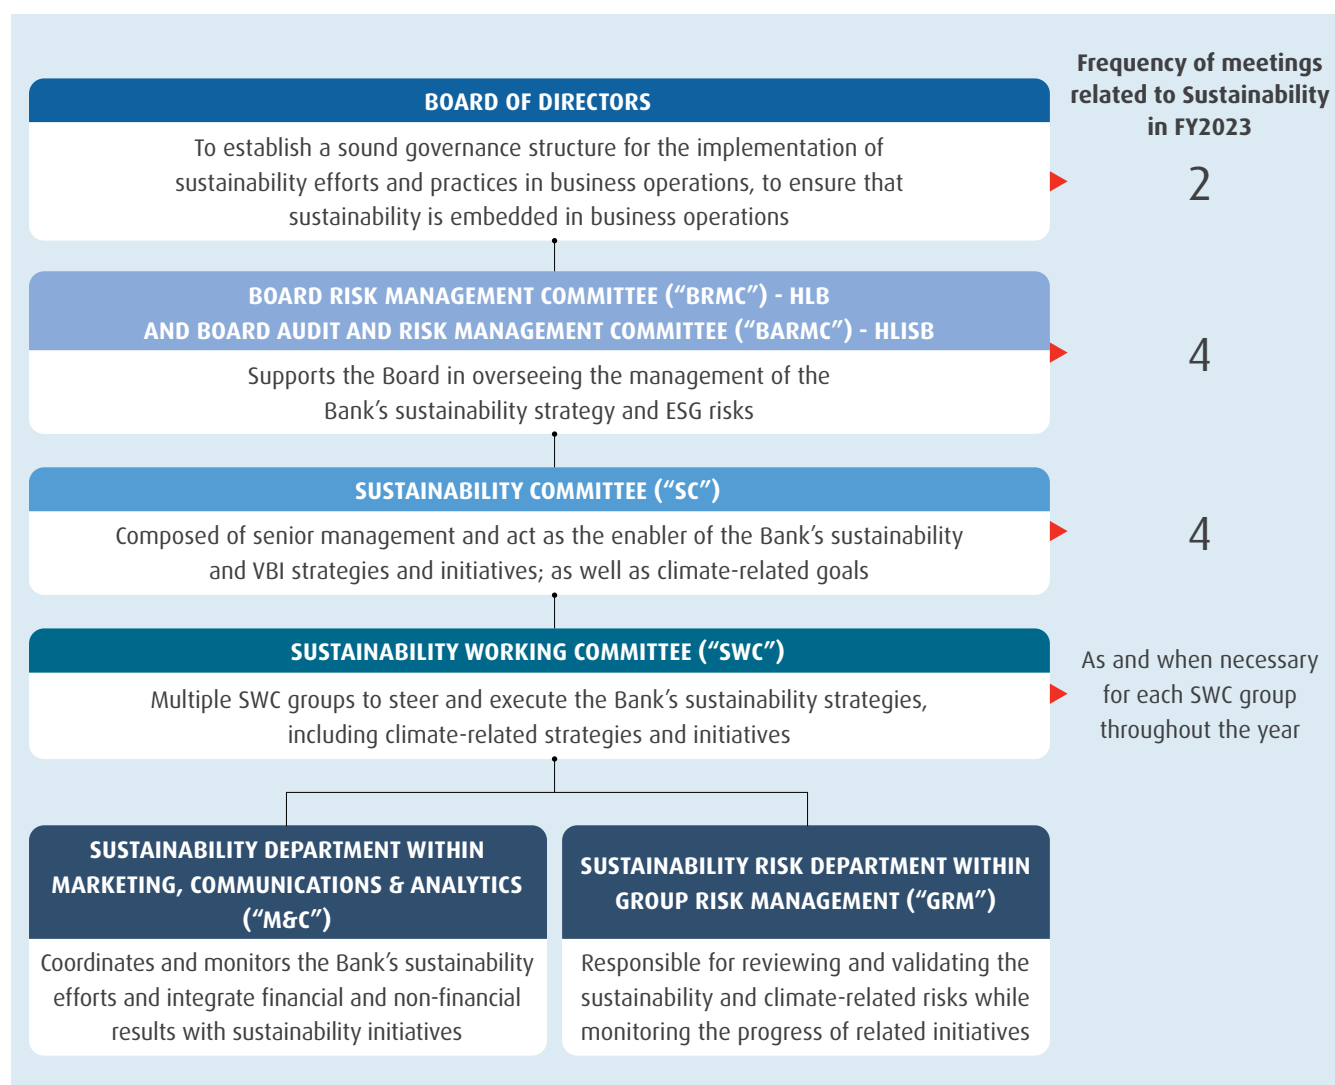 Frequency of meetings
related to Sustainability
in FY2023
BOARD OF DIRECTORS
To establish a sound governance structure for the implementation of
sustainability efforts and practices in business operations, to ensure that
sustainability is embedded in business operations
2
BOARD RISK MANAGEMENT COMMITTEE (“BRMC”) - HLB
AND BOARD AUDIT AND RISK MANAGEMENT COMMITTEE (“BARMC”) - HLISB
Supports the Board in overseeing the management of the
Bank’s sustainability strategy and ESG risks
4
SUSTAINABILITY COMMITTEE (“SC”)
Composed of senior management and act as the enabler of the Bank’s sustainability
and VBI strategies and initiatives; as well as climate-related goals
4
SUSTAINABILITY WORKING COMMITTEE (“SWC”)
Multiple SWC groups to steer and execute the Bank’s sustainability strategies,
including climate-related strategies and initiatives
As and when necessary
for each SWC group
throughout the year
SUSTAINABILITY DEPARTMENT WITHIN
MARKETING, COMMUNICATIONS & ANALYTICS
(“M&C”)
Coordinates and monitors the Bank’s sustainability
efforts and integrate financial and non-financial
results with sustainability initiatives
SUSTAINABILITY RISK DEPARTMENT WITHIN
GROUP RISK MANAGEMENT (“GRM”)
Responsible for reviewing and validating the
sustainability and climate-related risks while
monitoring the progress of related initiatives